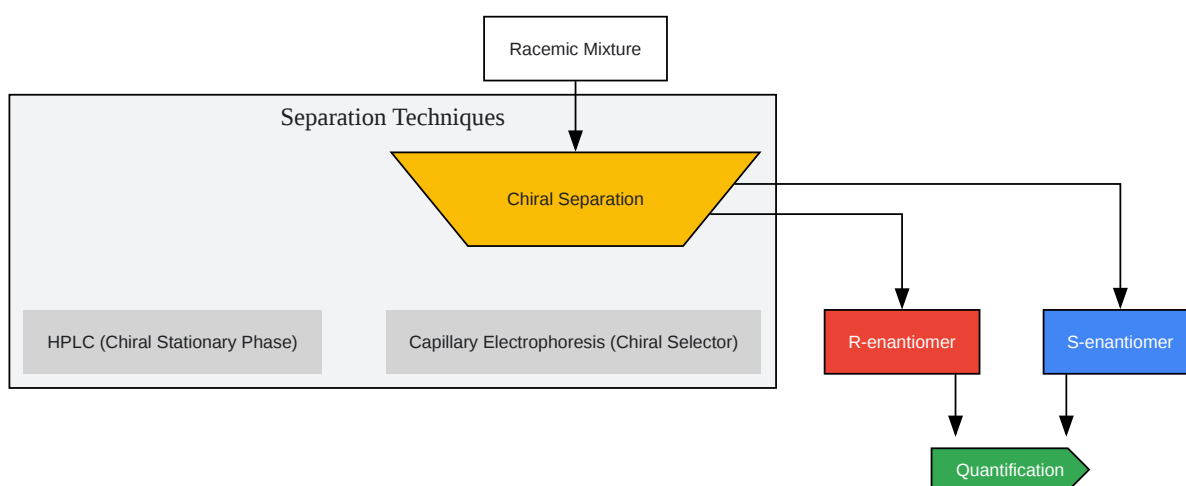 Racemic Mixture
Separation Techniques
Chiral Separation
HPLC (Chiral Stationary Phase)
Capillary Electrophoresis (Chiral Selector)
R-enantiomer
S-enantiomer
Quantification